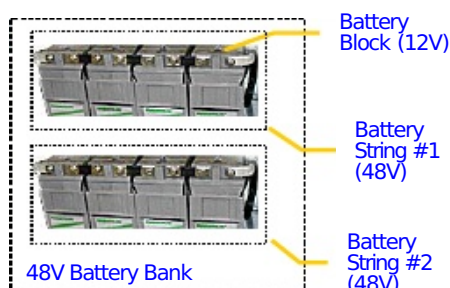 Battery
Block (12V)
Battery
String #1
(48V)
Battery
String #2
(48V)
48V Battery Bank